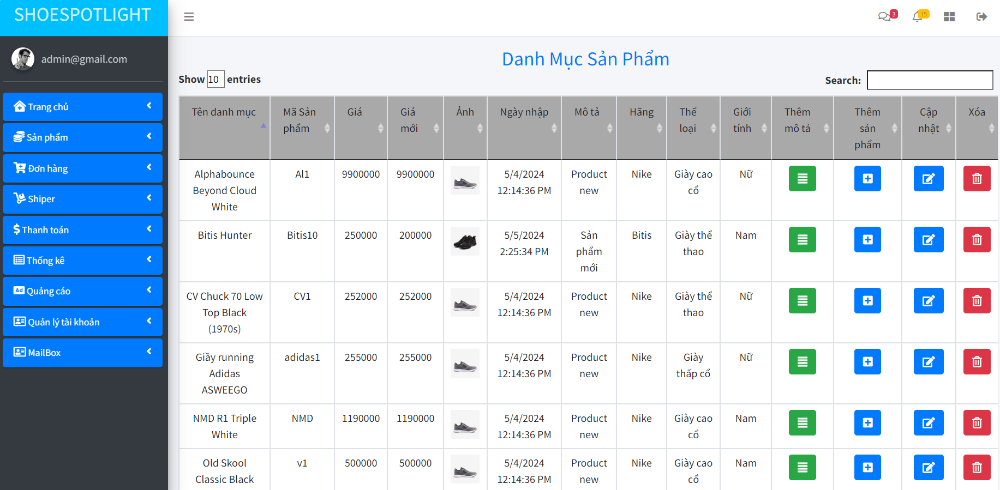 SHOESPOTLIGHT
3
15
admin@gmail.com
Trang chủ
Sản phẩm
Đơn hàng
Shiper
Thanh toán
Thống kê
Ad Quảng cáo
Quản lý tài khoản
MailBox
Danh Mục Sản Phẩm
Show 10 entries
Search:
Tên danh mục Mã Sản phẩm Giá Giá mới Ảnh Ngày nhập Mô tả Hãng Thể loại Giới tính Thêm mô tả Thêm sản phẩm Cập nhật Xóa
Alphabounce Beyond Cloud White Al1 9900000 9900000 5/4/2024 12:14:36 PM Product new Nike Giày cao cổ Nữ
Bitis Hunter Bitis10 250000 200000 5/5/2024 2:25:34 PM Sản phẩm mới Bitis Giày thể thao Nam
CV Chuck 70 Low Top Black (1970s) CV1 252000 252000 5/4/2024 12:14:36 PM Product new Nike Giày thể thao Nữ
Giầy running Adidas ASWEEGO adidas1 255000 255000 5/4/2024 12:14:36 PM Product new Nike Giày thấp cổ Nữ
NMD R1 Triple White NMD 1190000 1190000 5/4/2024 12:14:36 PM Product new Nike Giày cao cổ Nam
Old Skool Classic Black v1 500000 500000 5/4/2024 12:14:36 PM Product new Nike Giày cao cổ Nam